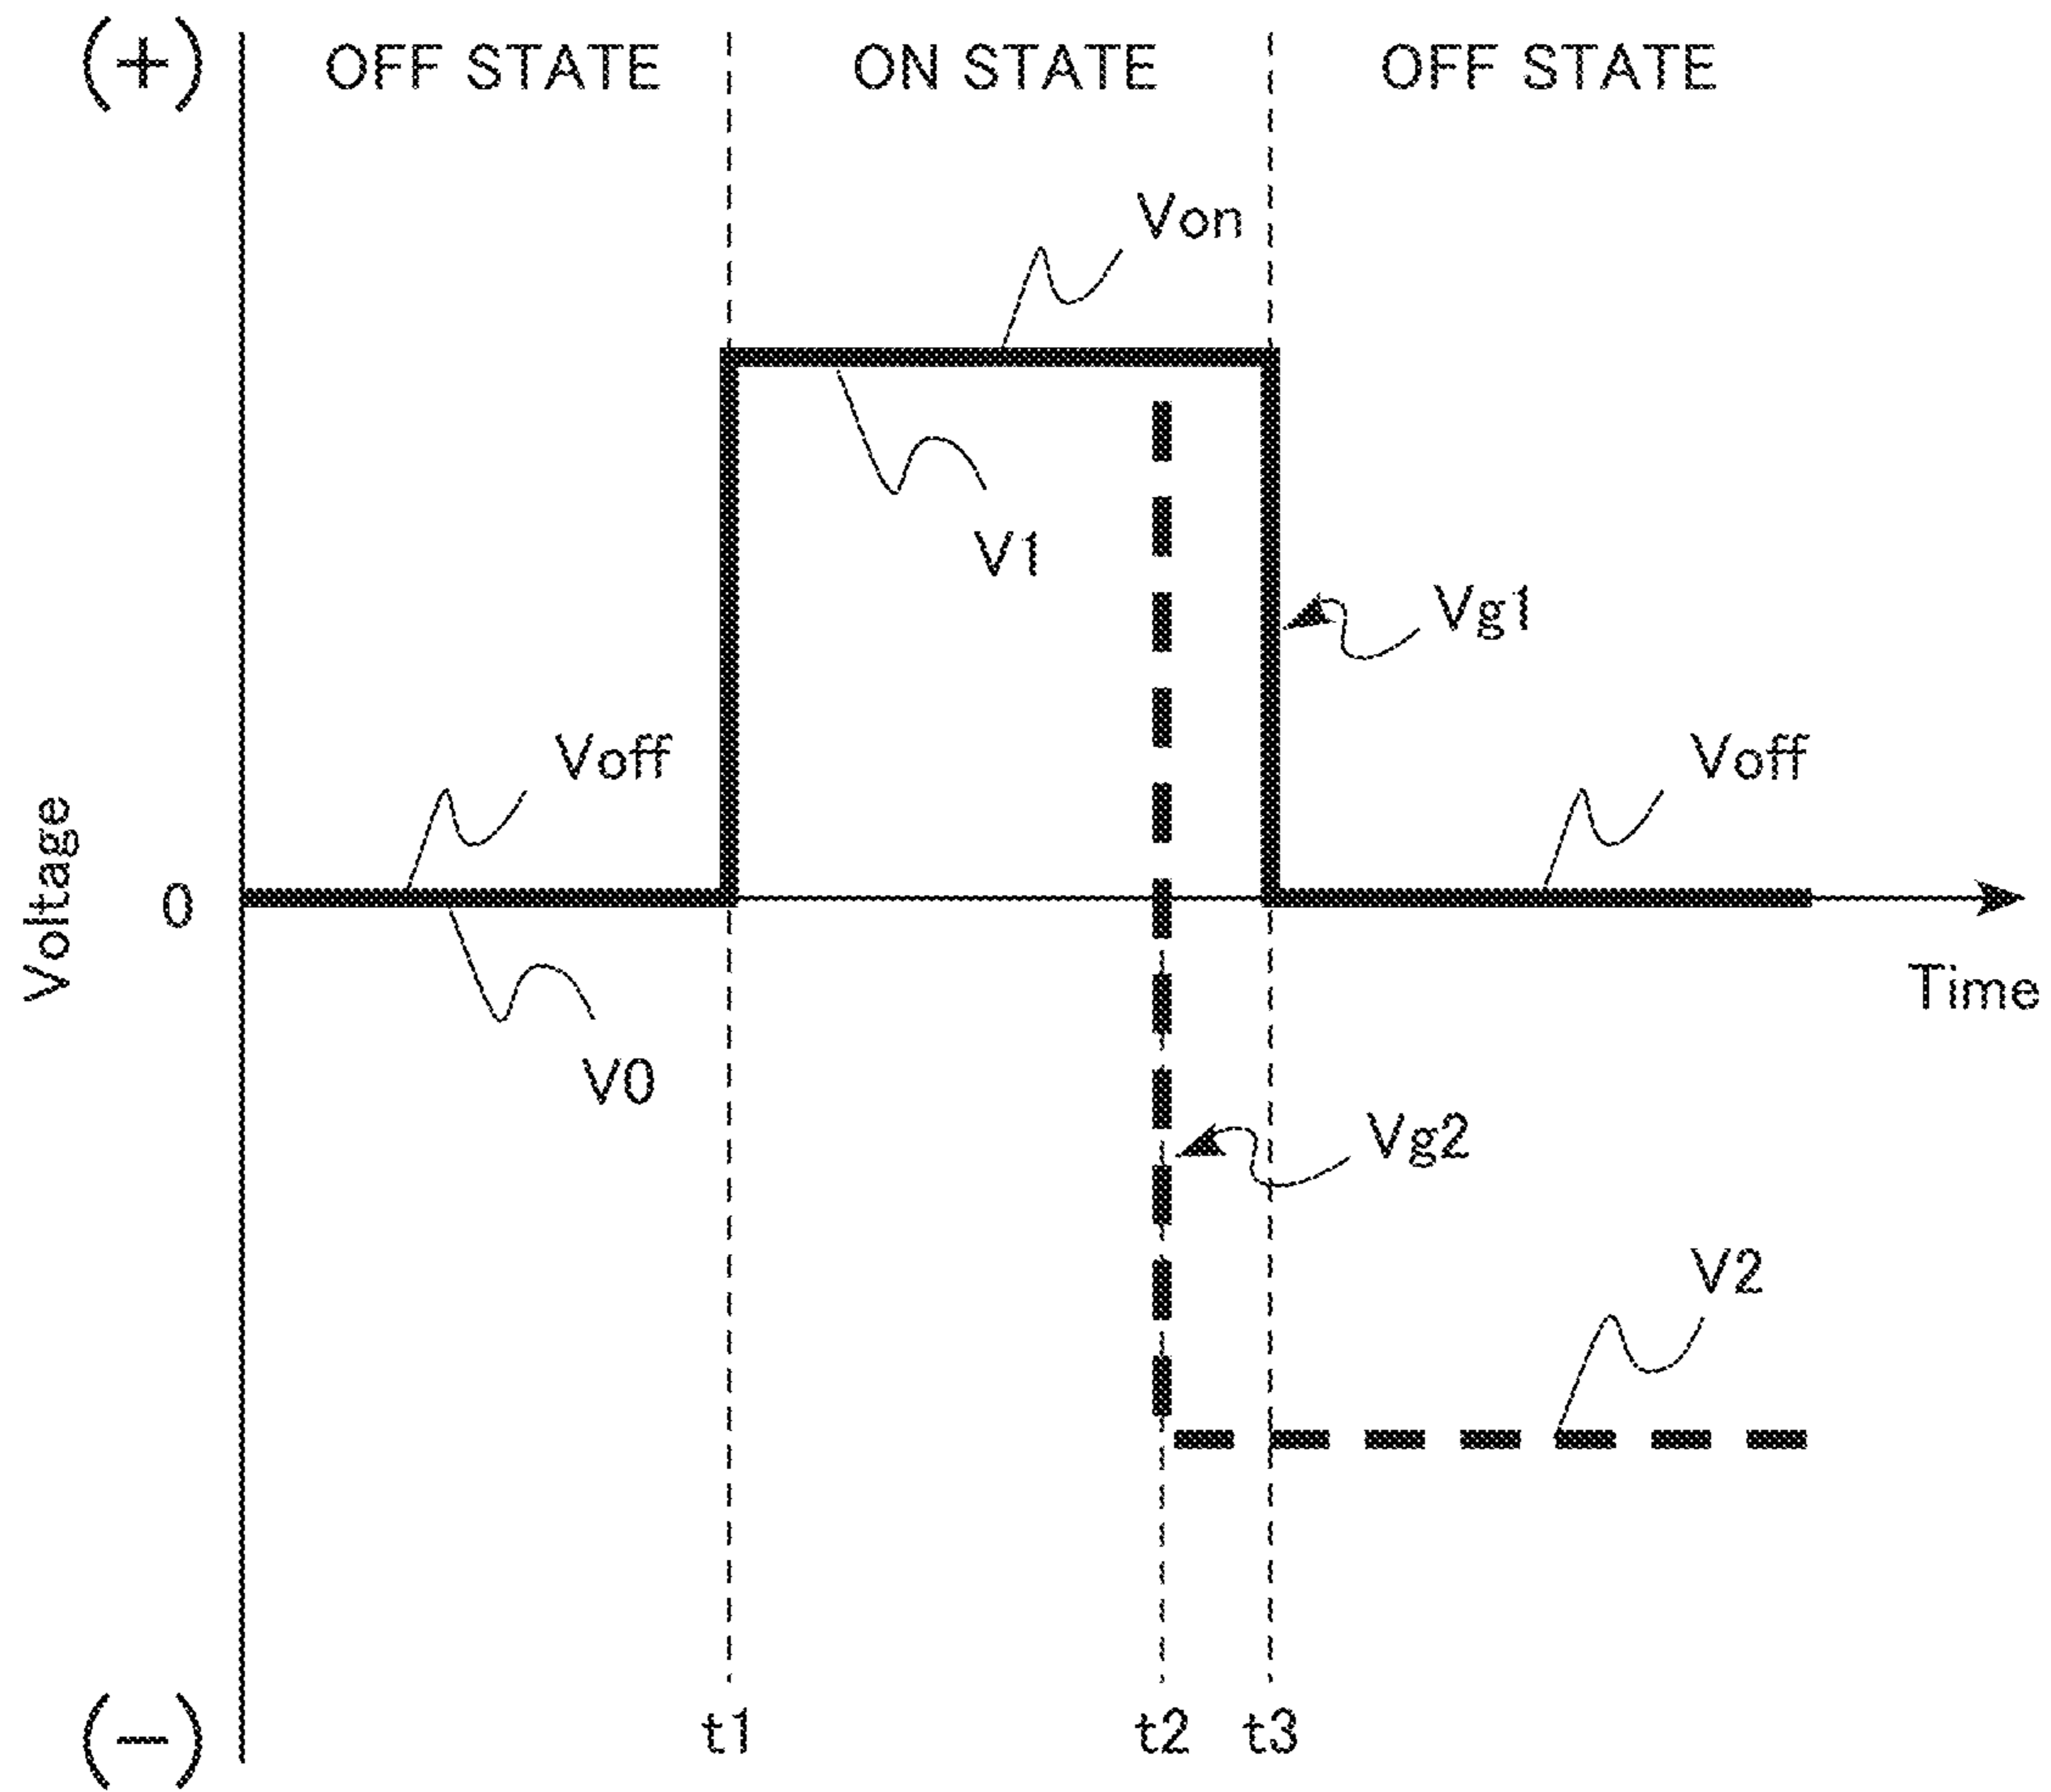 (+)
OFF STATE
ON STATE
OFF STATE
Von
V1
Vg1
Voff
Voff
Voltage
0
Time
V0
Vg2
V2
(−)
t1
t2
t3